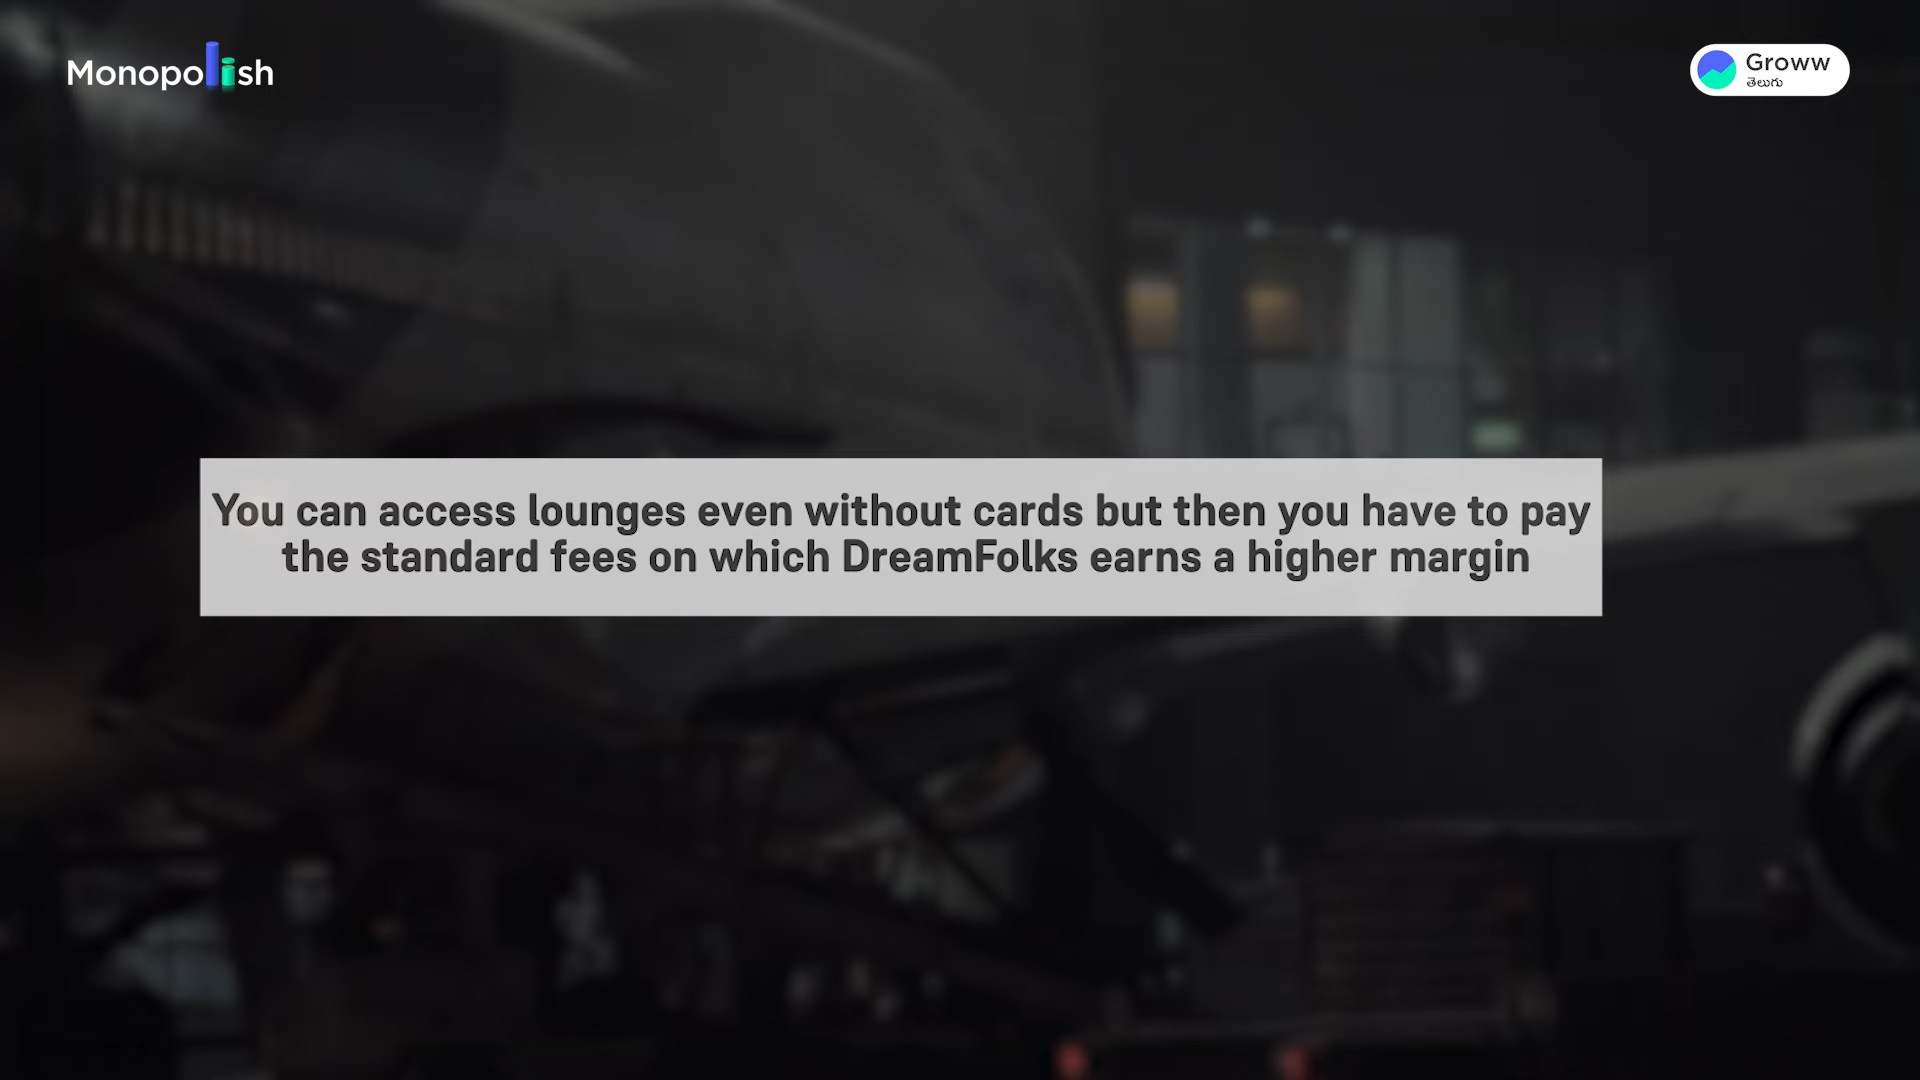 Monopolish
Groww
తెలుగు
You can access lounges even without cards but then you have to pay
the standard fees on which DreamFolks earns a higher margin